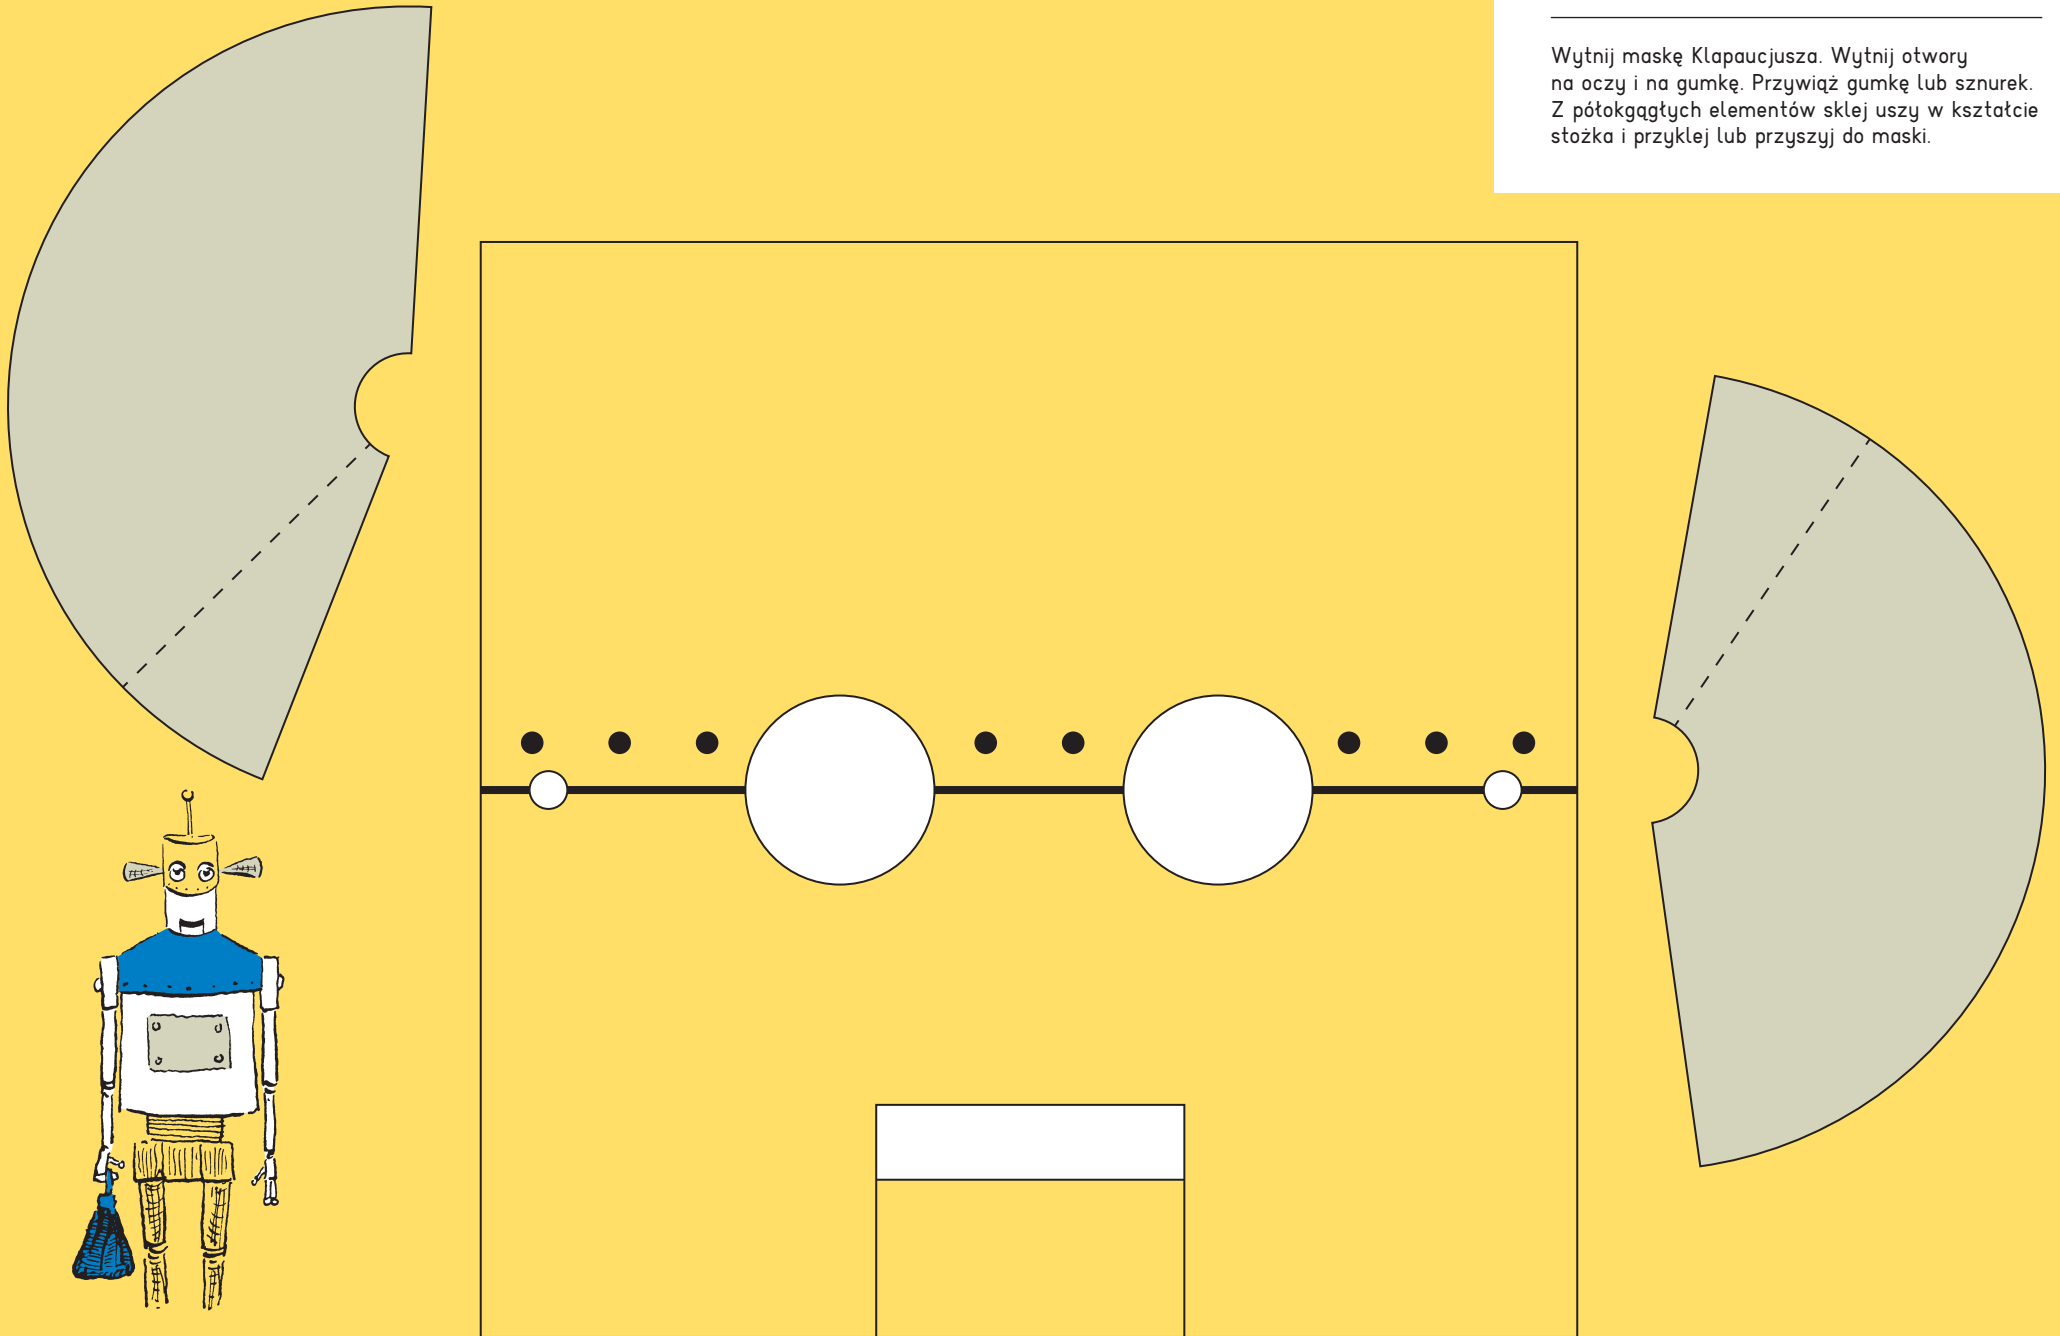 Wytnij maskę Klapaucjusza. Wytnij otwory
na oczy i na gumkę. Przywiąż gumkę lub sznurek.
Z półokgągłych elementów sklej uszy w kształcie
stożka i przyklej lub przyszyj do maski.